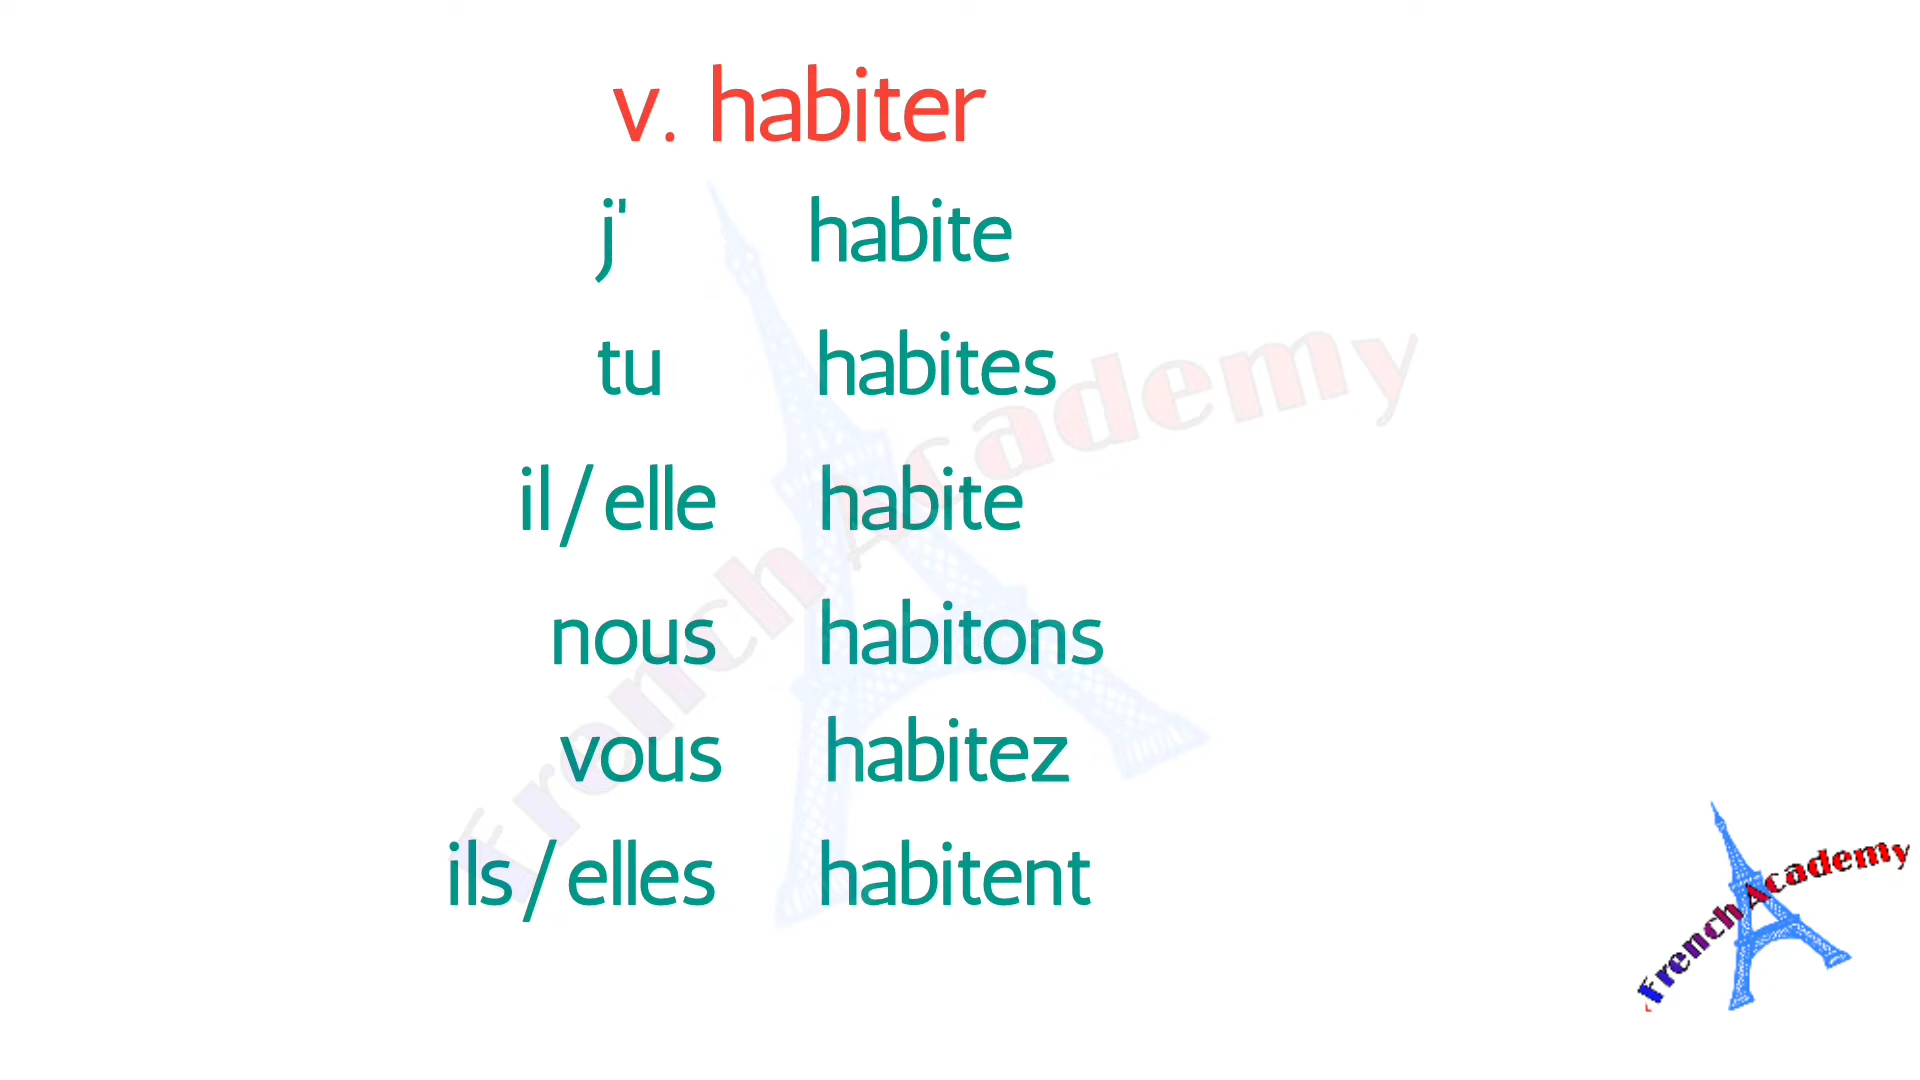 v. habiter
j' habite
tu habites
il/elle habite
nous habitons
vous habitez
ils/elles habitent
French Academy
French Academy